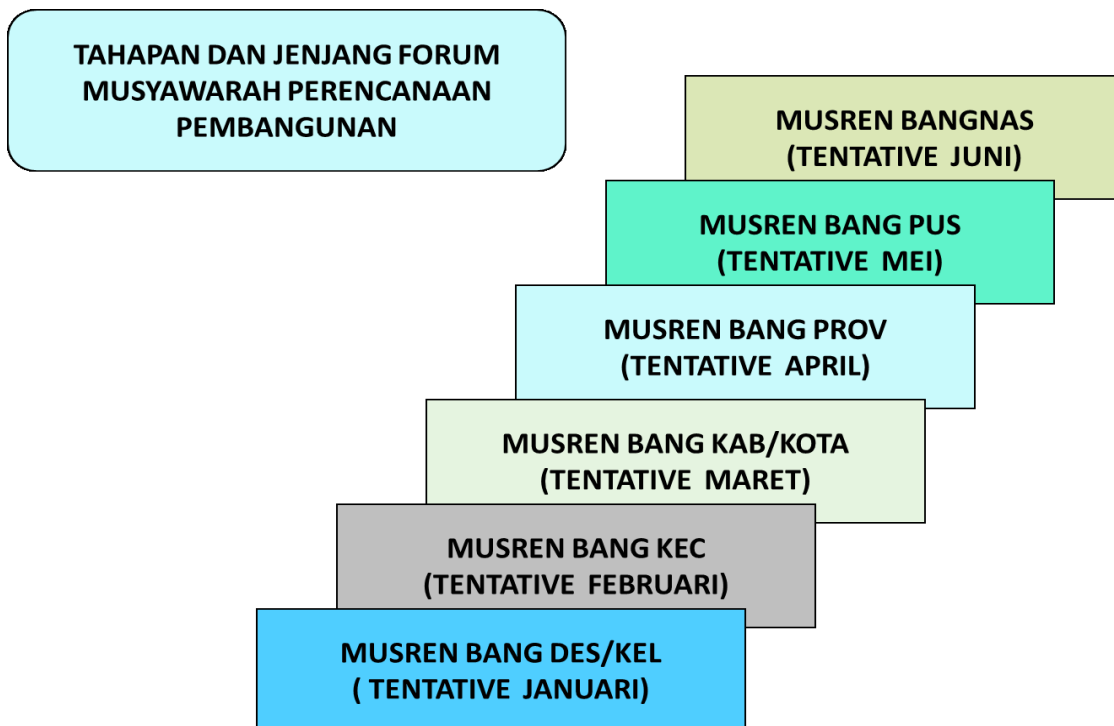 TAHAPAN DAN JENJANG FORUM
MUSYAWARAH PERENCANAAN
PEMBANGUNAN
MUSREN BANGNAS
(TENTATIVE JUNI)
MUSREN BANG PUS
(TENTATIVE MEI)
MUSREN BANG PROV
(TENTATIVE APRIL)
MUSREN BANG KAB/KOTA
(TENTATIVE MARET)
MUSREN BANG KEC
(TENTATIVE FEBRUARI)
MUSREN BANG DES/KEL
( TENTATIVE JANUARI)